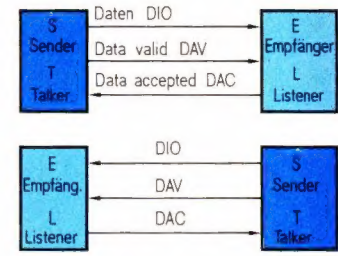 Daten DIO
S
Sender
T
Talker
Data valid DAV
Data accepted DAC
E
Empfänger
L
Listener
E
Empfäng.
L
Listener
DIO
DAV
DAC
S
Sender
T
Talker